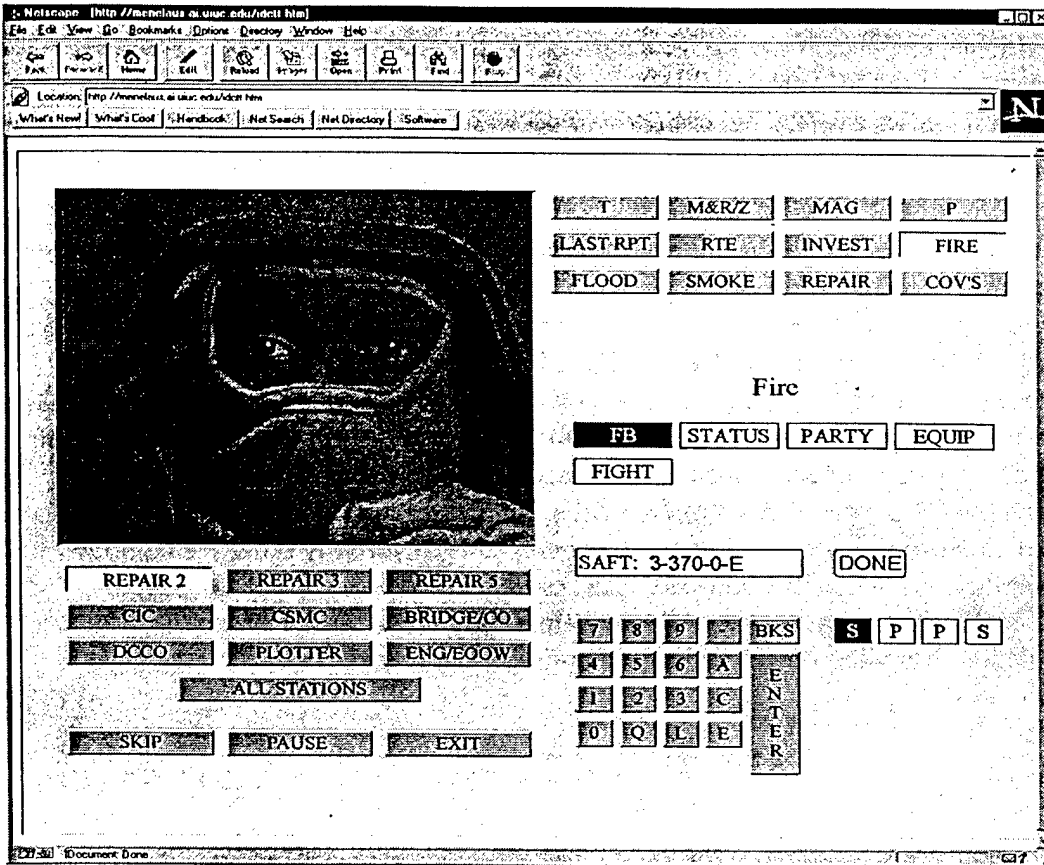 Netscape - [http://menelaus.ai.uiuc.edu/idctt.htm]
File Edit View Go Bookmarks Options Directory Window Help
Back Forward Home Edit Reload Images Open Print Find Stop
Location: http://menelaus.ai.uiuc.edu/idctt.htm
What's New! What's Cool! Handbook Net Search Net Directory Software
N
T M&R/Z MAG P
LAST RPT RTE INVEST FIRE
FLOOD SMOKE REPAIR COV'S
Fire
FB STATUS PARTY EQUIP
FIGHT
SAFT: 3-370-0-E DONE
REPAIR 2 REPAIR 3 REPAIR 5
CIC CSMC BRIDGE/CO
DCCO PLOTTER ENG/EOOW
ALL STATIONS
SKIP PAUSE EXIT
7 8 9 - BKS
4 5 6 A
1 2 3 C
0 Q L E
ENTER
S P P S
Document: Done